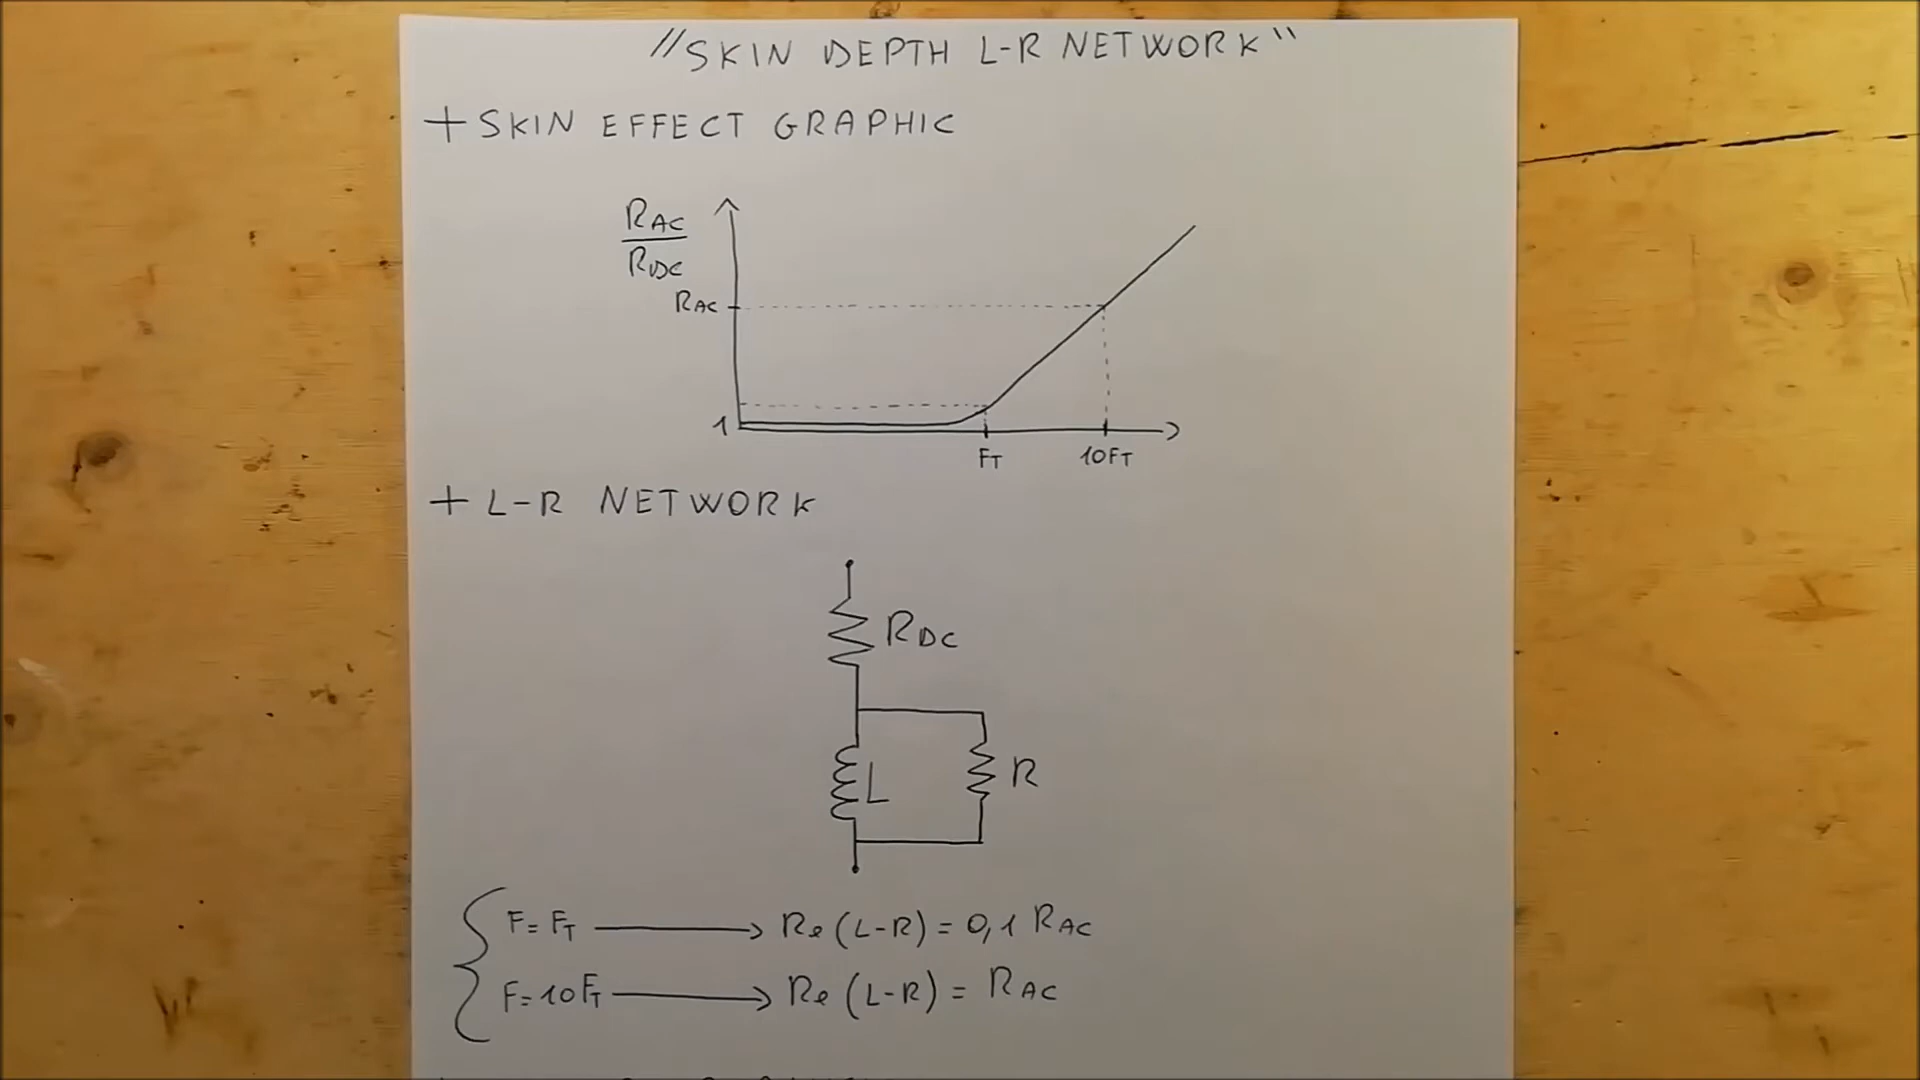 "SKIN DEPTH L-R NETWORK"
+ SKIN EFFECT GRAPHIC
RAC
RDC
RAC
1
FT 10FT
+ L-R NETWORK
RDC
L R
F=FT → Re(L-R) = 0,1 RAC
F=10FT → Re(L-R) = RAC